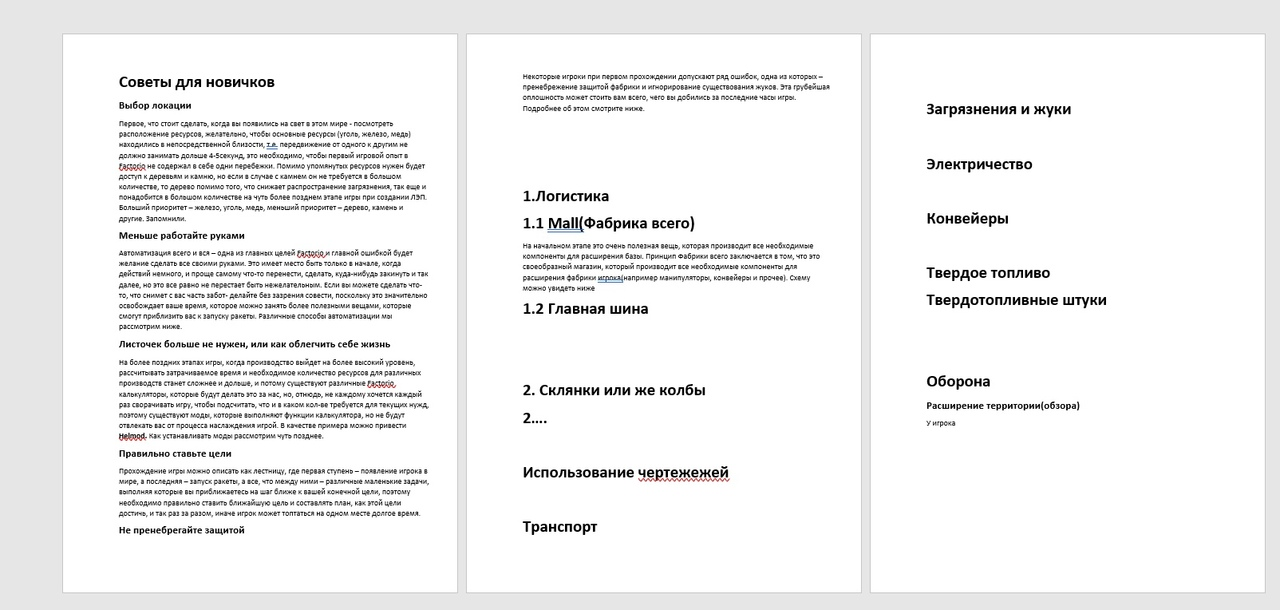 Советы для новичков
Выбор локации
Первое, что стоит сделать, когда вы появились на свет в этом мире - посмотреть
расположение ресурсов, желательно, чтобы основные ресурсы (уголь, железо, медь)
находились в непосредственной близости, т.е. передвижение от одного к другим не
должно занимать дольше 4-5секунд, это необходимо, чтобы первый игровой опыт в
Factorio не содержал в себе одни перебежки. Помимо упомянутых ресурсов нужен будет
доступ к деревьям и камню, но если в случае с камнем он не требуется в большом
количестве, то дерево помимо того, что снижает распространение загрязнения, так еще и
понадобится в большом количестве на чуть более позднем этапе игры при создании ЛЭП.
Больший приоритет – железо, уголь, медь, меньший приоритет – дерево, камень и
другие. Запомнили.
Меньше работайте руками
Автоматизация всего и вся – одна из главных целей Factorio и главной ошибкой будет
желание сделать все своими руками. Это имеет место быть только в начале, когда
действий немного, и проще самому что-то перенести, сделать, куда-нибудь закинуть и так
далее, но это все равно не перестает быть нежелательным. Если вы можете сделать что-
то, что снимет с вас часть забот- делайте без зазрения совести, поскольку это значительно
освобождает ваше время, которое можно занять более полезными вещами, которые
смогут приблизить вас к запуску ракеты. Различные способы автоматизации мы
рассмотрим ниже.
Листочек больше не нужен, или как облегчить себе жизнь
На более поздних этапах игры, когда производство выйдет на более высокий уровень,
рассчитывать затрачиваемое время и необходимое количество ресурсов для различных
производств станет сложнее и дольше, и потому существуют различные Factorio.
калькуляторы, которые будут делать это за нас, но, отнюдь, не каждому хочется каждый
раз сворачивать игру, чтобы подсчитать, что и в каком кол-ве требуется для текущих нужд,
поэтому существуют моды, которые выполняют функции калькулятора, но не будут
отвлекать вас от процесса наслаждения игрой. В качестве примера можно привести
Helmod. Как устанавливать моды рассмотрим чуть позднее.
Правильно ставьте цели
Прохождение игры можно описать как лестницу, где первая ступень – появление игрока в
мире, а последняя – запуск ракеты, а все, что между ними – различные маленькие задачи,
выполняя которые вы приближаетесь на шаг ближе к вашей конечной цели, поэтому
необходимо правильно ставить ближайшую цель и составлять план, как этой цели
достичь, и так раз за разом, иначе игрок может топтаться на одном месте долгое время.
Не пренебрегайте защитой
Некоторые игроки при первом прохождении допускают ряд ошибок, одна из которых –
пренебрежение защитой фабрики и игнорирование существования жуков. Эта грубейшая
оплошность может стоить вам всего, чего вы добились за последние часы игры.
Подробнее об этом смотрите ниже.
1.Логистика
1.1 Mall(Фабрика всего)
На начальном этапе это очень полезная вещь, которая производит все необходимые
компоненты для расширения базы. Принцип Фабрики всего заключается в том, что это
своеобразный магазин, который производит все необходимые компоненты для
расширения фабрики игрока(например манипуляторы, конвейеры и прочее). Схему
можно увидеть ниже
1.2 Главная шина
2. Склянки или же колбы
2….
Использование чертежежей
Транспорт
Загрязнения и жуки
Электричество
Конвейеры
Твердое топливо
Твердотопливные штуки
Оборона
Расширение территории(обзора)
У игрока